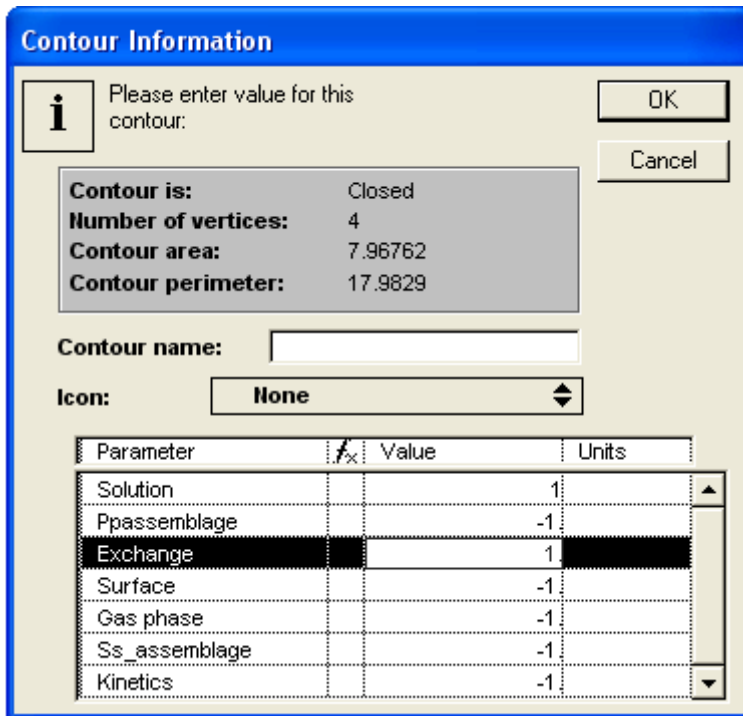 Contour Information
i
Please enter value for this
contour:
OK
Cancel
Contour is: Closed
Number of vertices: 4
Contour area: 7.96762
Contour perimeter: 17.9829
Contour name:
Icon: None
Parameter fx Value Units
Solution 1
Ppassemblage -1.
Exchange 1.
Surface -1.
Gas phase -1.
Ss_assemblage -1.
Kinetics -1.